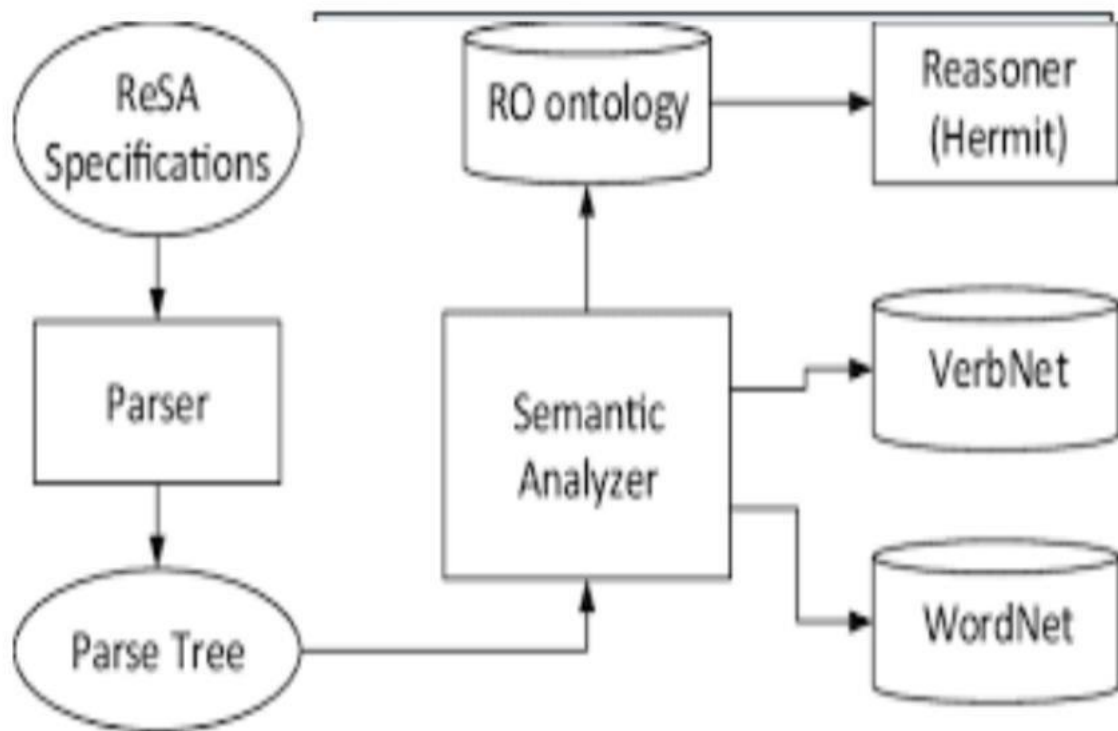 ReSA
Specifications
RO ontology
Reasoner
(Hermit)
Parser
Semantic
Analyzer
VerbNet
Parse Tree
WordNet